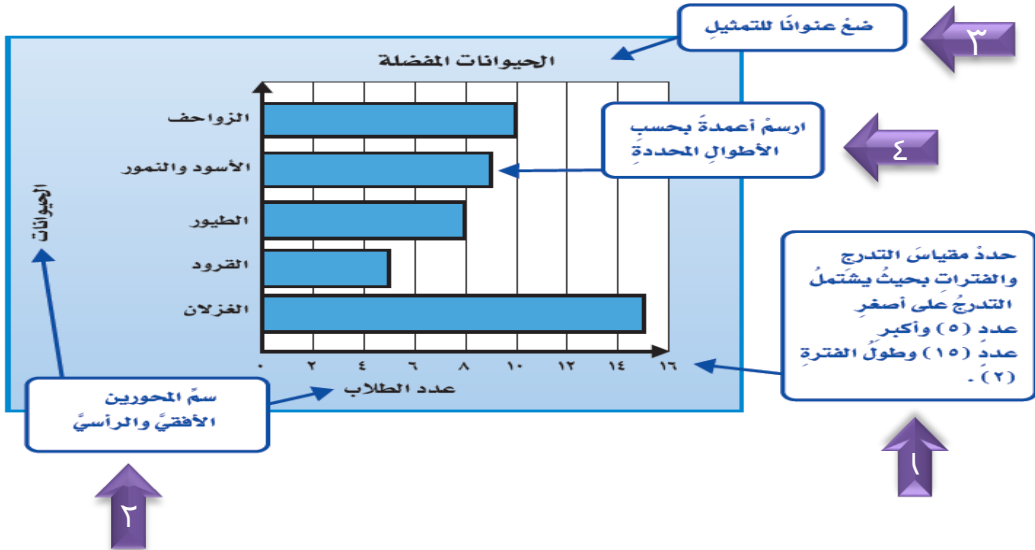 ضعْ عنوانًا للتمثيلِ
٣
الحيوانات المفضلة
ارسمْ أعمدةً بحسبِ
الأطوالِ المحددةِ
٤
الزواحف
الأسود والنمور
الطيور
القرود
الغزلان
الحيوانات
٠ ٢ ٤ ٦ ٨ ١٠ ١٢ ١٤ ١٦
عدد الطلاب
حددْ مقياسَ التدرجِ
والفتراتِ بحيثُ يشتملُ
التدرجُ على أصغرِ
عددٍ (٥) وأكبرِ
عددٍ (١٥) وطولُ الفترةِ
(٢).
١
سمِّ المحورين
الأفقيَّ والرأسيَّ
٢